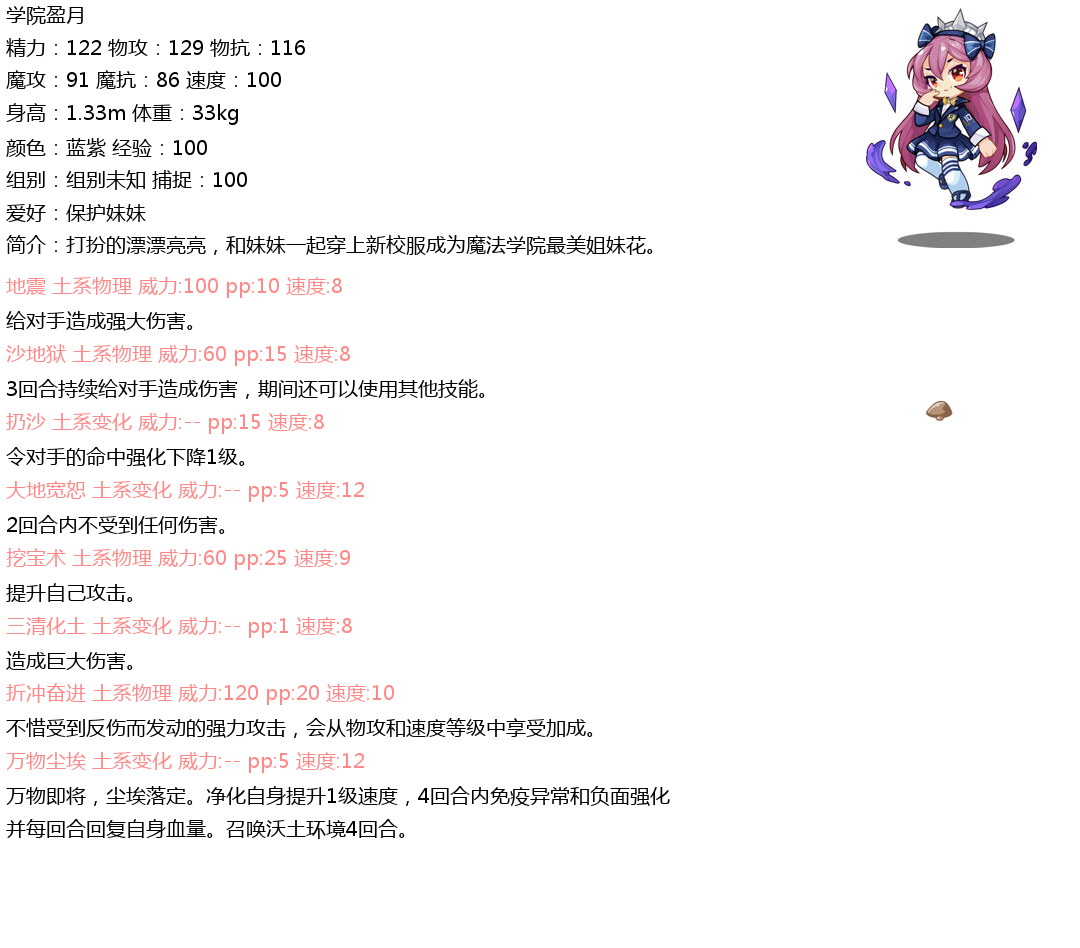 学院盈月
精力：122 物攻：129 物抗：116
魔攻：91 魔抗：86 速度：100
身高：1.33m 体重：33kg
颜色：蓝紫 经验：100
组别：组别未知 捕捉：100
爱好：保护妹妹
简介：打扮的漂漂亮亮，和妹妹一起穿上新校服成为魔法学院最美姐妹花。
地震 土系物理 威力:100 pp:10 速度:8
给对手造成强大伤害。
沙地狱 土系物理 威力:60 pp:15 速度:8
3回合持续给对手造成伤害，期间还可以使用其他技能。
扔沙 土系变化 威力:-- pp:15 速度:8
令对手的命中强化下降1级。
大地宽恕 土系变化 威力:-- pp:5 速度:12
2回合内不受到任何伤害。
挖宝术 土系物理 威力:60 pp:25 速度:9
提升自己攻击。
三清化土 土系变化 威力:-- pp:1 速度:8
造成巨大伤害。
折冲奋进 土系物理 威力:120 pp:20 速度:10
不惜受到反伤而发动的强力攻击，会从物攻和速度等级中享受加成。
万物尘埃 土系变化 威力:-- pp:5 速度:12
万物即将，尘埃落定。净化自身提升1级速度，4回合内免疫异常和负面强化
并每回合回复自身血量。召唤沃土环境4回合。